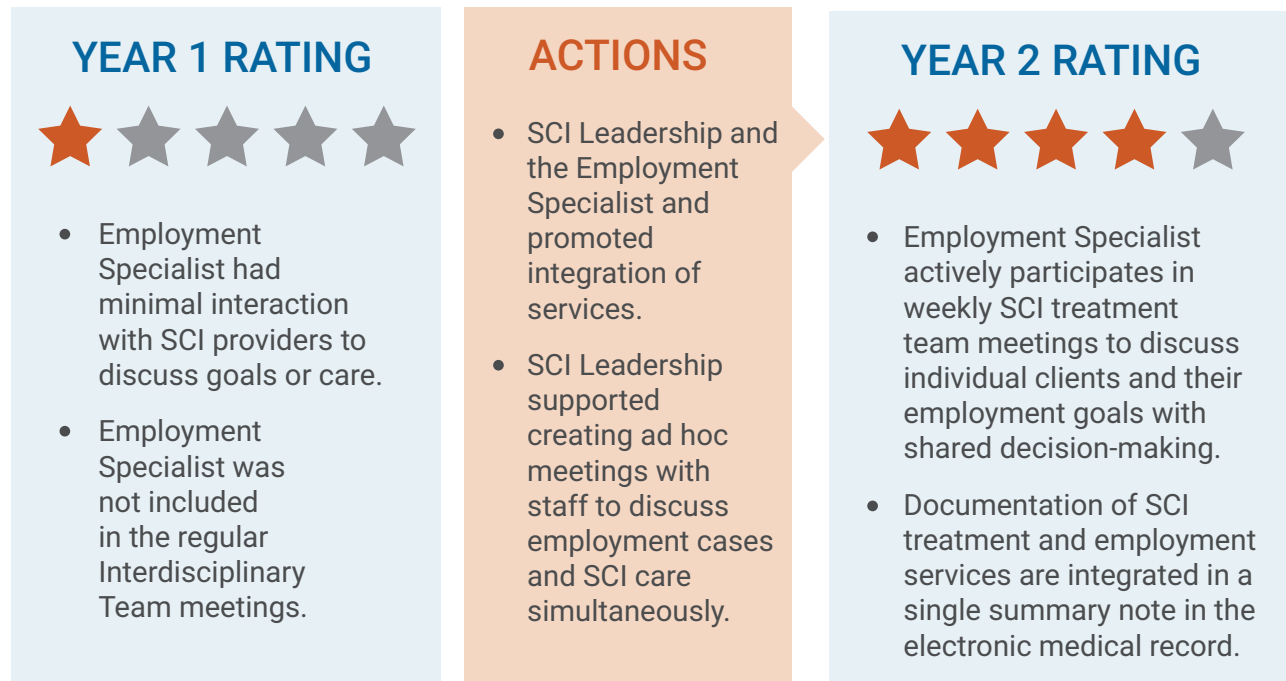 YEAR 1 RATING
• Employment
Specialist had
minimal interaction
with SCI providers to
discuss goals or care.
• Employment
Specialist was
not included
in the regular
Interdisciplinary
Team meetings.
ACTIONS
• SCI Leadership and
the Employment
Specialist and
promoted
integration of
services.
• SCI Leadership
supported
creating ad hoc
meetings with
staff to discuss
employment cases
and SCI care
simultaneously.
YEAR 2 RATING
• Employment Specialist
actively participates in
weekly SCI treatment
team meetings to discuss
individual clients and their
employment goals with
shared decision-making.
• Documentation of SCI
treatment and employment
services are integrated in a
single summary note in the
electronic medical record.